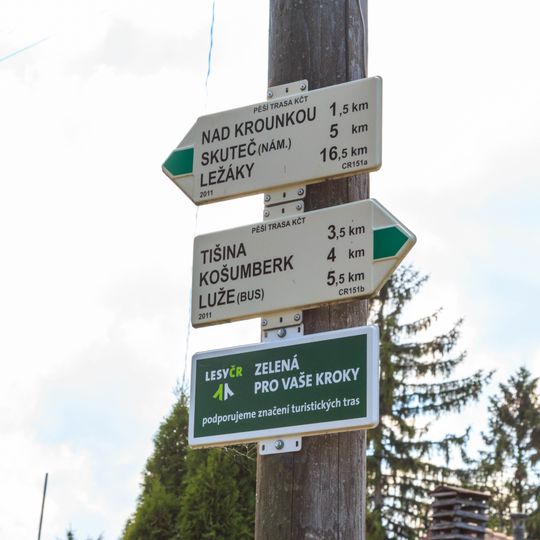 PĚŠÍ TRASA KČT
NAD KROUNKOU 1,5 km
SKUTEČ (NÁM.) 5 km
LEŽÁKY 16,5 km
2011 CR151a
PĚŠÍ TRASA KČT
TIŠINA 3,5 km
KOŠUMBERK 4 km
LUŽE (BUS) 5,5 km
2011 CR151b
LESY ČR ZELENÁ
PRO VAŠE KROKY
podporujeme značení turistických tras